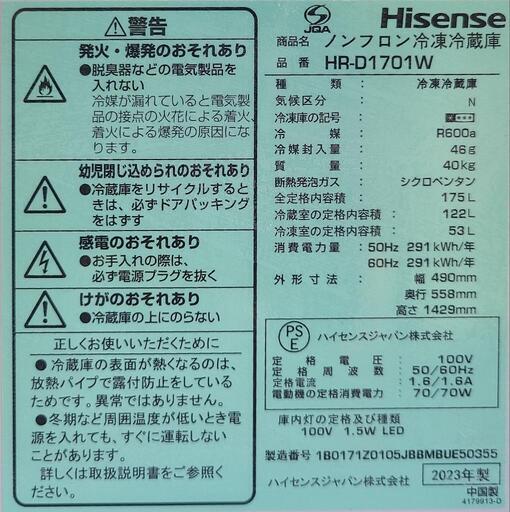 ⚠警告
発火・爆発のおそれあり
●脱臭器などの電気製品を
入れない
冷媒が漏れていると電気製
品の接点の火花による着火、
着火による爆発の原因にな
ります。
幼児閉じ込められのおそれあり
●冷蔵庫をリサイクルすると
きは、必ずドアパッキング
をはずす
感電のおそれあり
●お手入れの際は、
必ず電源プラグを抜く
けがのおそれあり
●冷蔵庫の上にのらない
正しくお使いいただくために
●冷蔵庫の表面が熱くなるのは、
放熱パイプで露付防止をしている
ためです。異常ではありません。
●冬期など周囲温度が低いとき電
源を入れても、すぐに運転しない
ことがあります。
詳しくは取扱説明書をご参照くだ
さい。
JQA
Hisense
商品名 ノンフロン冷凍冷蔵庫
品番 HR-D1701W
種類 : 冷凍冷蔵庫
気候区分 : N
冷凍庫の記号 :
冷媒 : R600a
冷媒封入量 : 46g
質量 : 40kg
断熱発泡ガス : シクロペンタン
全定格内容積 : 175L
冷蔵室の定格内容積 : 122L
冷凍室の定格内容積 : 53L
消費電力量 : 50Hz 291kWh/年
60Hz 291kWh/年
外形寸法 : 幅 490mm
奥行 558mm
高さ 1429mm
PS
E
ハイセンスジャパン株式会社
定格電圧 : 100V
定格周波数 : 50/60Hz
定格電流 : 1.6/1.6A
電動機の定格消費電力 : 70/70W
庫内灯の定格及び種類
100V 1.5W LED
製造番号 1B0171Z0105JBBMBUE50355
2023年製
ハイセンスジャパン株式会社
中国製
4179913-D